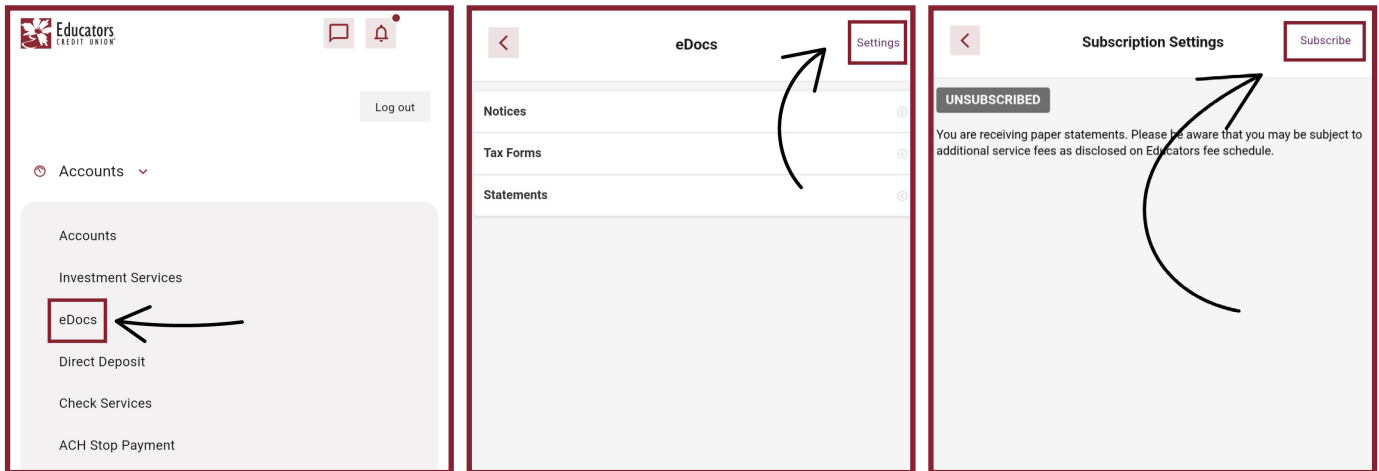 Educators
CREDIT UNION
Log out
Accounts
Accounts
Investment Services
eDocs
Direct Deposit
Check Services
ACH Stop Payment
eDocs
Settings
Notices
Tax Forms
Statements
Subscription Settings
Subscribe
UNSUBSCRIBED
You are receiving paper statements. Please be aware that you may be subject to
additional service fees as disclosed on Educators fee schedule.